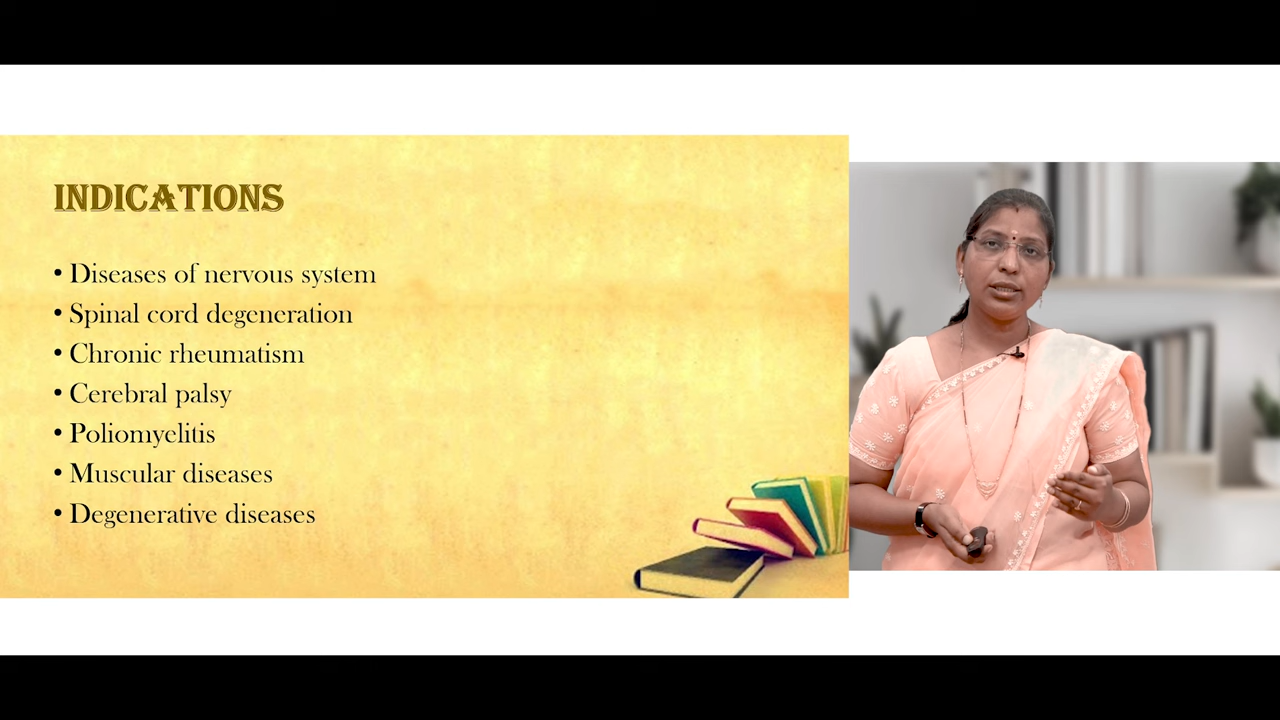 INDICATIONS
• Diseases of nervous system
• Spinal cord degeneration
• Chronic rheumatism
• Cerebral palsy
• Poliomyelitis
• Muscular diseases
• Degenerative diseases